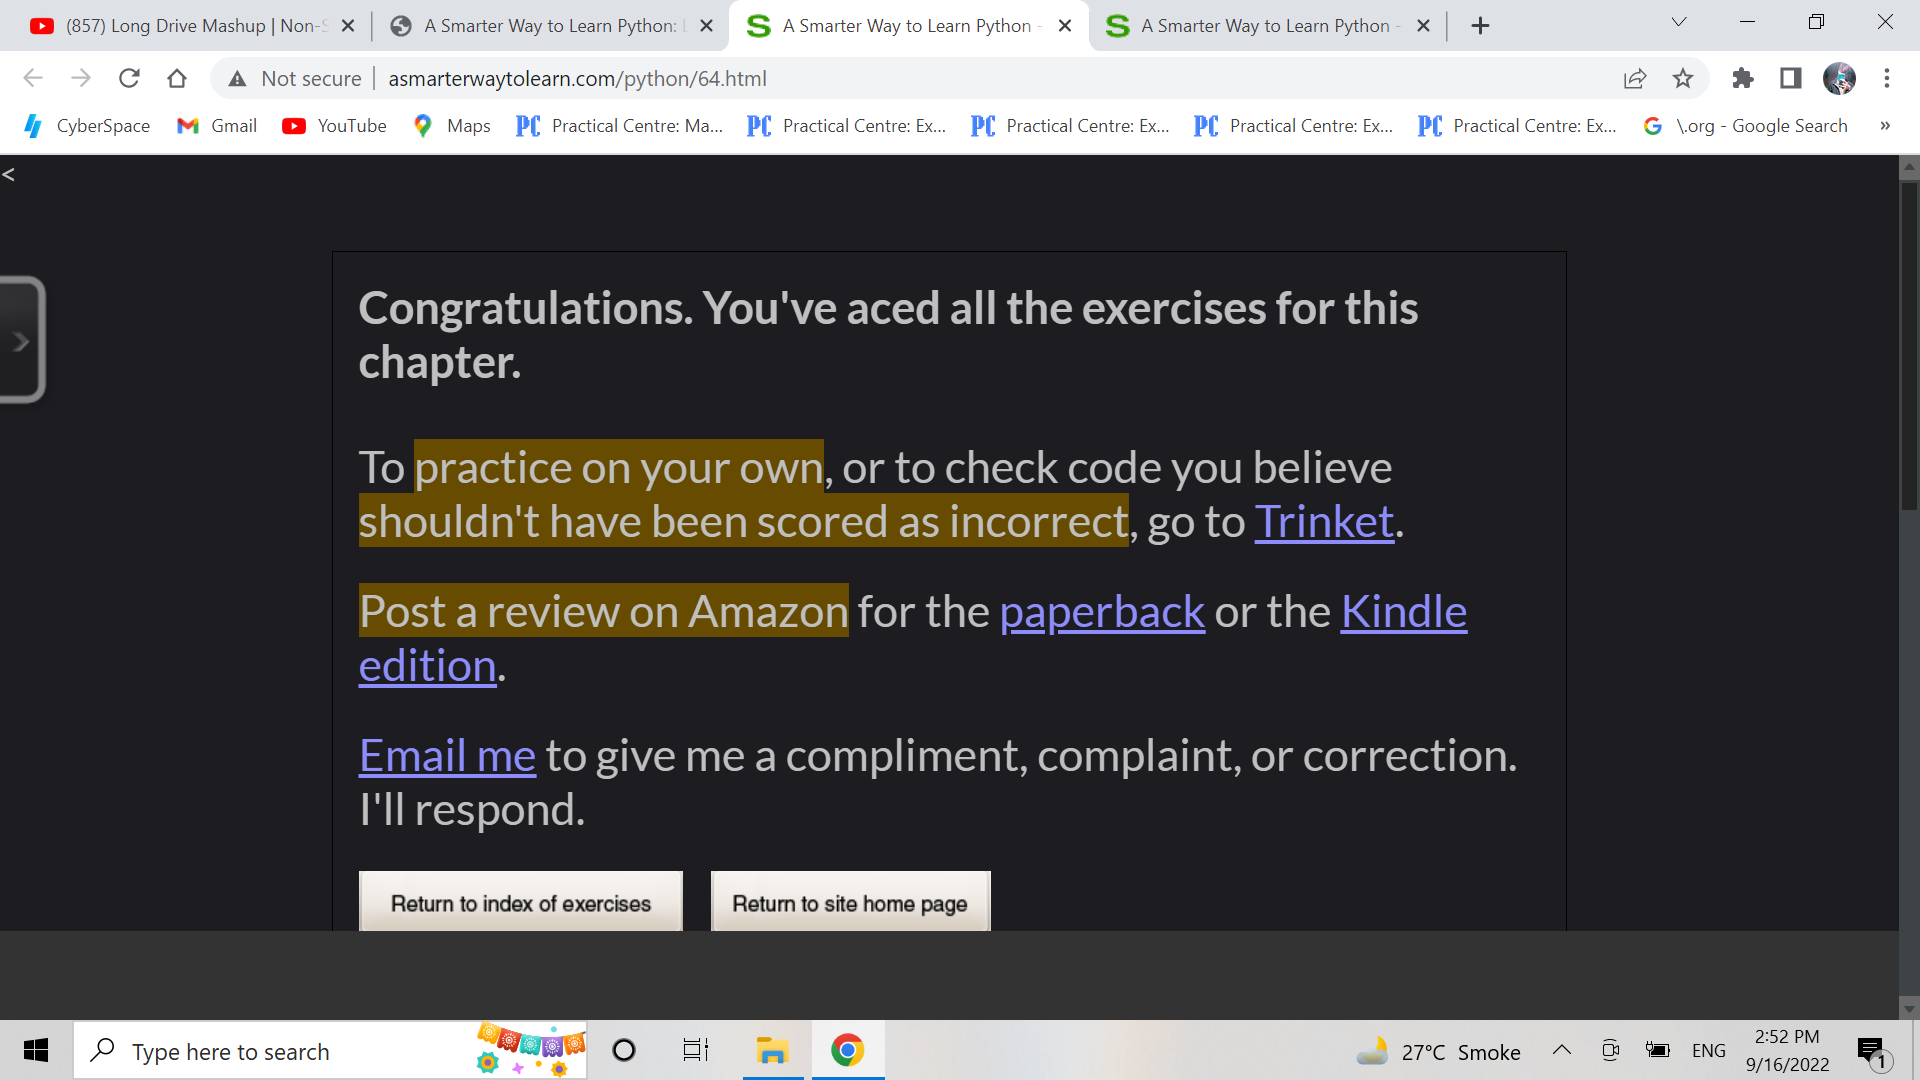 (857) Long Drive Mashup | Non-S
A Smarter Way to Learn Python:
A Smarter Way to Learn Python -
A Smarter Way to Learn Python -
Not secure
asmarterwaytolearn.com/python/64.html
CyberSpace
Gmail
YouTube
Maps
PC Practical Centre: Ma...
PC Practical Centre: Ex...
PC Practical Centre: Ex...
PC Practical Centre: Ex...
PC Practical Centre: Ex...
\.org - Google Search
»
<
Congratulations. You've aced all the exercises for this
chapter.
To practice on your own, or to check code you believe
shouldn't have been scored as incorrect, go to Trinket.
Post a review on Amazon for the paperback or the Kindle
edition.
Email me to give me a compliment, complaint, or correction.
I'll respond.
Return to index of exercises
Return to site home page
Type here to search
27°C Smoke
ENG
2:52 PM
9/16/2022
1